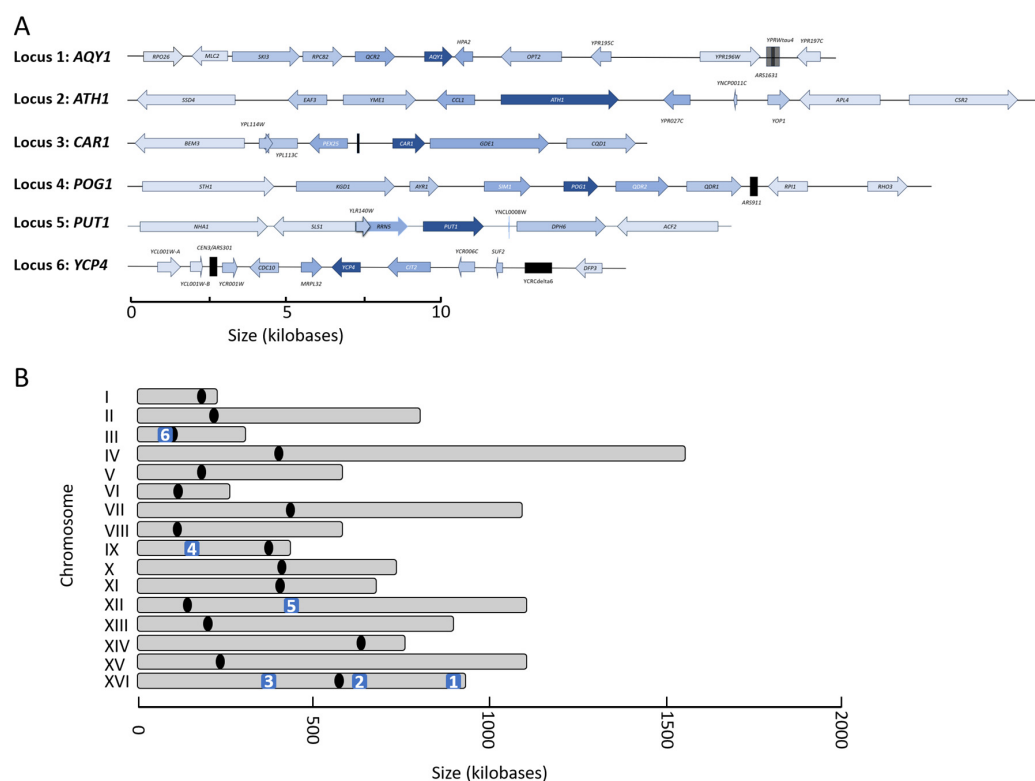 A
Locus 1: AQY1
RPO26 MLC2 SKI3 RPC82 QCR2 AQY1 HPA2 OPT2 YPR195C YPR196W YPRWtau4 ARS1631 YPR197C
Locus 2: ATH1
SSD4 EAF3 YME1 CCL1 ATH1 YPR027C YNCP0011C YOP1 APL4 CSR2
Locus 3: CAR1
BEM3 YPL114W YPL113C PEX25 CAR1 GDE1 CQD1
Locus 4: POG1
STH1 KGD1 AYR1 SIM1 POG1 QDR2 QDR1 ARS911 RPI1 RHO3
Locus 5: PUT1
NHA1 SLS1 YLR140W RRN5 PUT1 YNCL0008W DPH6 ACF2
Locus 6: YCP4
YCL001W-A YCL001W-B CEN3/ARS301 YCR001W CDC10 MRPL32 YCP4 CIT2 YCR006C SUF2 YCRCdelta6 DFP3
0 5 10
Size (kilobases)
B
Chromosome
I
II
III 6
IV
V
VI
VII
VIII
IX 4
X
XI
XII 5
XIII
XIV
XV
XVI 3 2 1
0 500 1000 1500 2000
Size (kilobases)